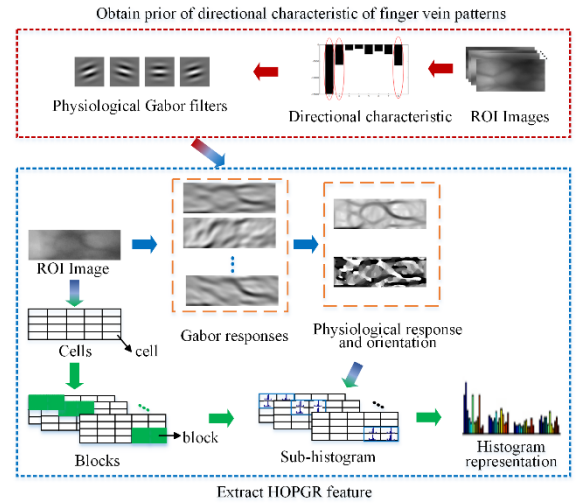 Obtain prior of directional characteristic of finger vein patterns
Physiological Gabor filters
Directional characteristic
ROI Images
ROI Image
Gabor responses
Physiological response
and orientation
Cells
cell
Blocks
block
Sub-histogram
Histogram
representation
Extract HOPGR feature